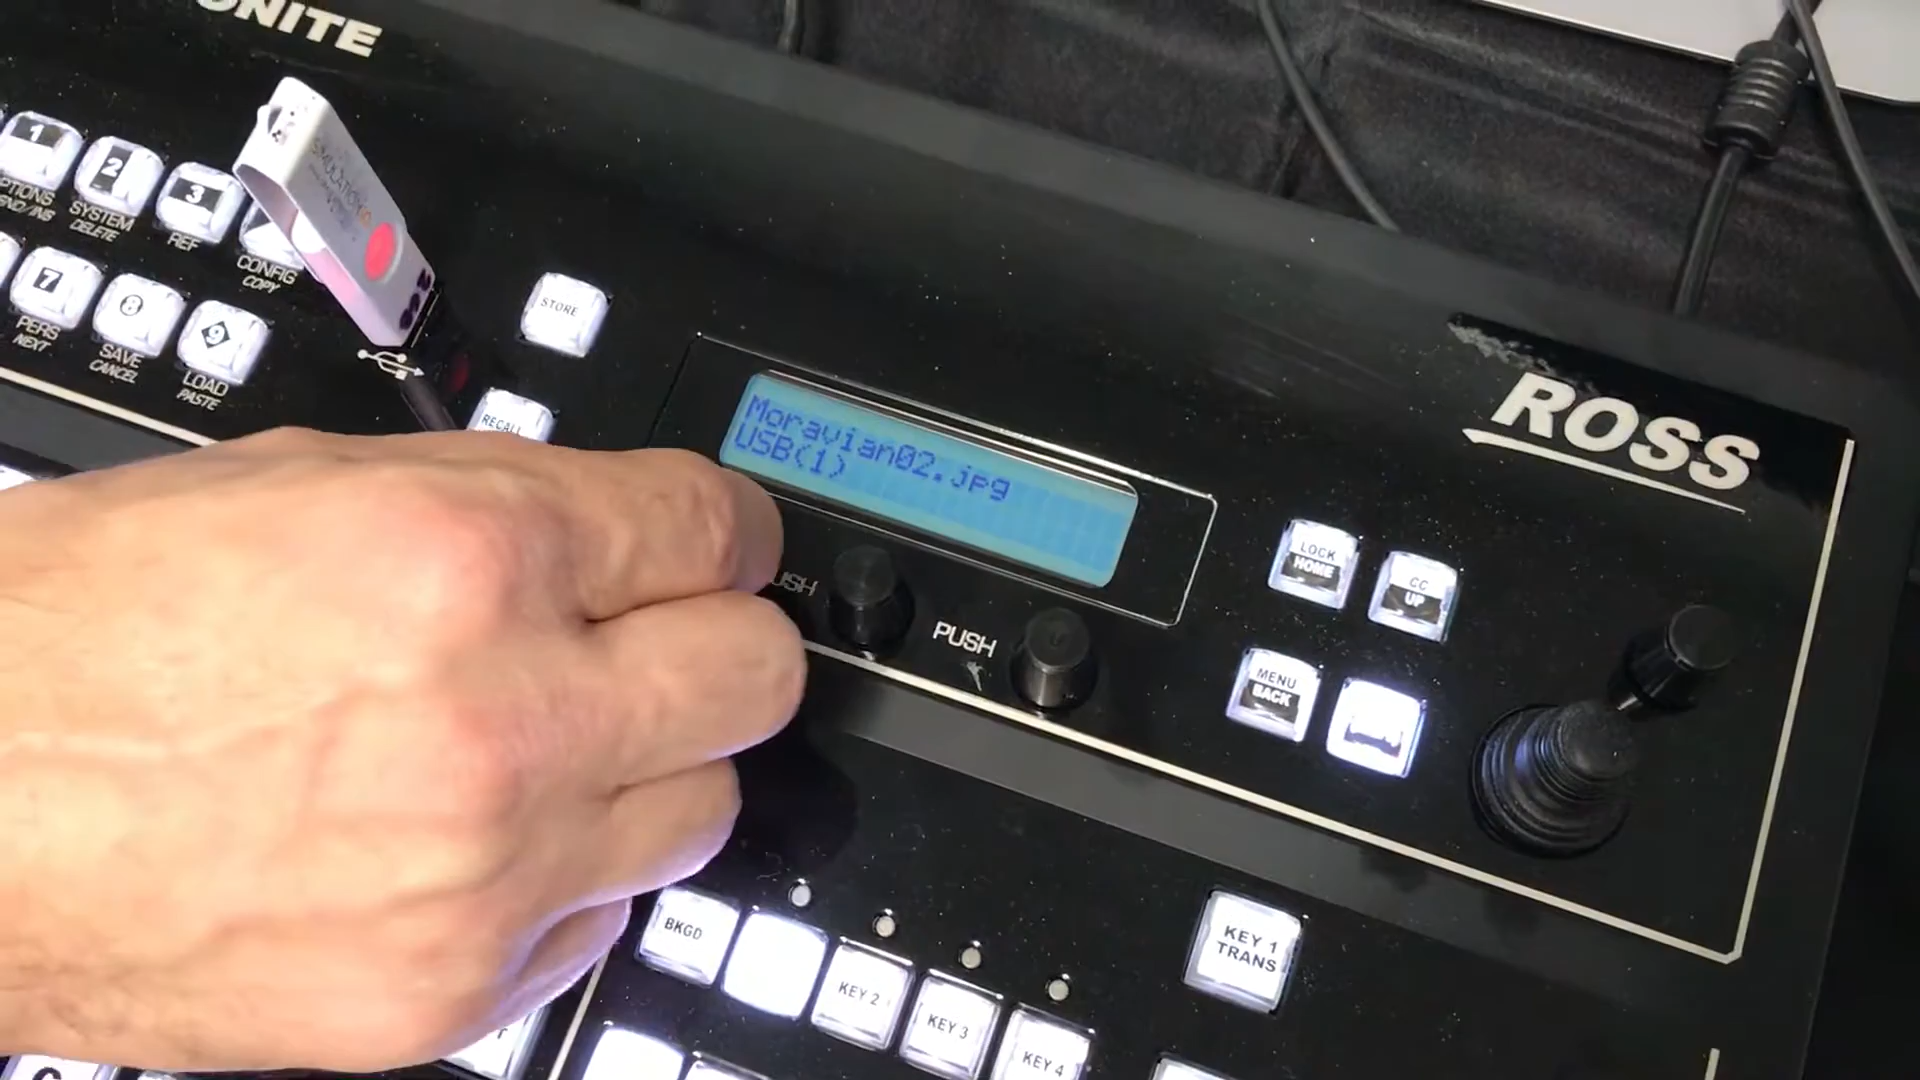 ONITE
1
2
3
SYSTEM
DELETE
REF
CONFIG
COPY
7
8
9
PERS
NEXT
SAVE
CANCEL
LOAD
PASTE
STORE
RECALL
Moravian02.jpg
USB(1)
ROSS
LOCK
HOME
CC
UP
PUSH
MENU
BACK
BKGD
KEY 2
KEY 3
KEY 4
KEY 1
TRANS